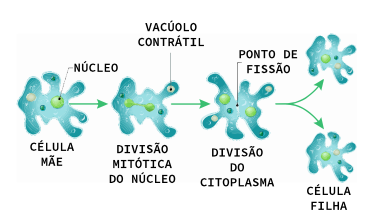 VACÚOLO
CONTRÁTIL
NÚCLEO
PONTO DE
FISSÃO
CÉLULA
MÃE
DIVISÃO
MITÓTICA
DO NÚCLEO
DIVISÃO
DO
CITOPLASMA
CÉLULA
FILHA